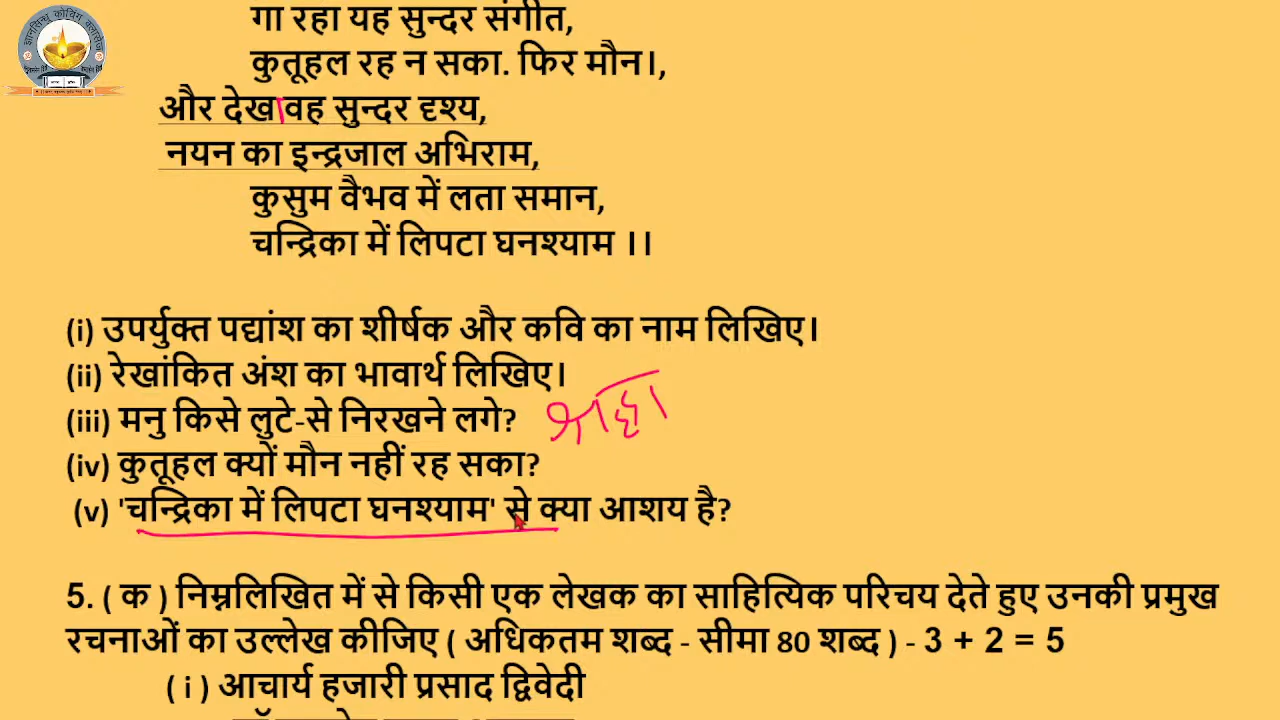 गा रहा यह सुन्दर संगीत,
कुतूहल रह न सका. फिर मौन।,
और देखा वह सुन्दर दृश्य,
नयन का इन्द्रजाल अभिराम,
कुसुम वैभव में लता समान,
चन्द्रिका में लिपटा घनश्याम ।।
(i) उपर्युक्त पद्यांश का शीर्षक और कवि का नाम लिखिए।
(ii) रेखांकित अंश का भावार्थ लिखिए।
(iii) मनु किसे लुटे-से निरखने लगे? श्रद्धा
(iv) कुतूहल क्यों मौन नहीं रह सका?
(v) 'चन्द्रिका में लिपटा घनश्याम' से क्या आशय है?
5. ( क ) निम्नलिखित में से किसी एक लेखक का साहित्यिक परिचय देते हुए उनकी प्रमुख
रचनाओं का उल्लेख कीजिए ( अधिकतम शब्द - सीमा 80 शब्द ) - 3 + 2 = 5
( i ) आचार्य हजारी प्रसाद द्विवेदी